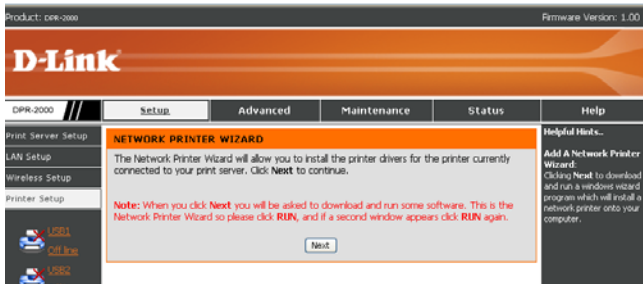 Product: DPR-2000
Firmware Version: 1.00
D-Link
DPR-2000
Setup
Advanced
Maintenance
Status
Help
Print Server Setup
LAN Setup
Wireless Setup
Printer Setup
USB1
Off line
USB2
NETWORK PRINTER WIZARD
The Network Printer Wizard will allow you to install the printer drivers for the printer currently
connected to your print server. Click Next to continue.
Note: When you click Next you will be asked to download and run some software. This is the
Network Printer Wizard so please click RUN, and if a second window appears click RUN again.
Next
Helpful Hints..
Add A Network Printer
Wizard:
Clicking Next to download
and run a windows wizard
program which will install a
network printer onto your
computer.